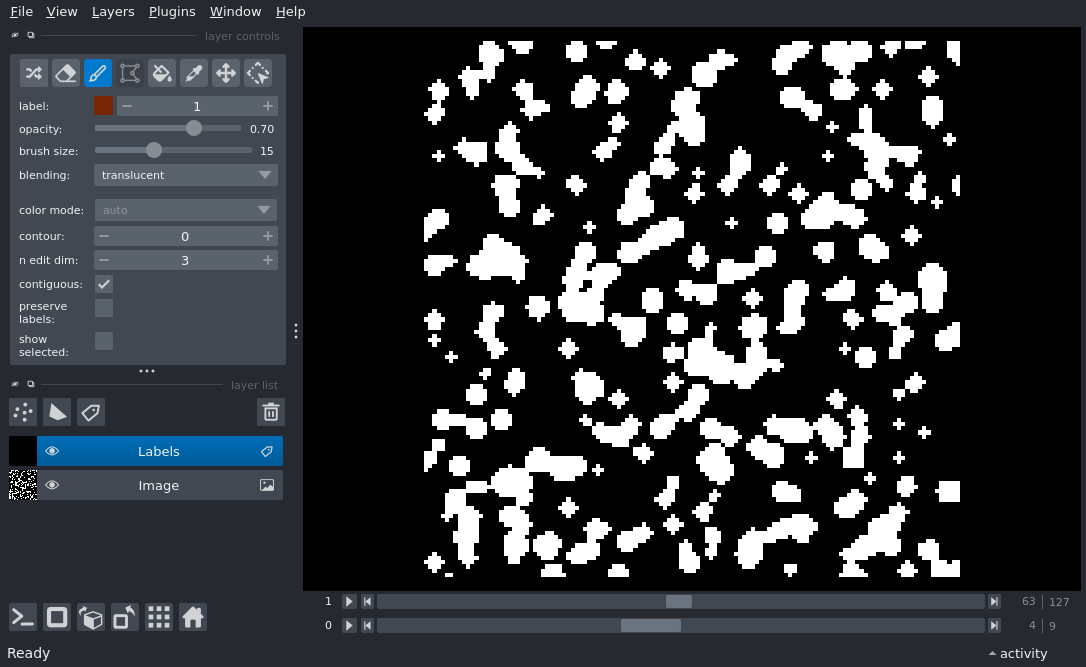 File View Layers Plugins Window Help
layer controls
label: 1
opacity: 0.70
brush size: 15
blending: translucent
color mode: auto
contour: 0
n edit dim: 3
contiguous:
preserve
labels:
show
selected:
layer list
Labels
Image
1 63 127
0 4 9
Ready activity